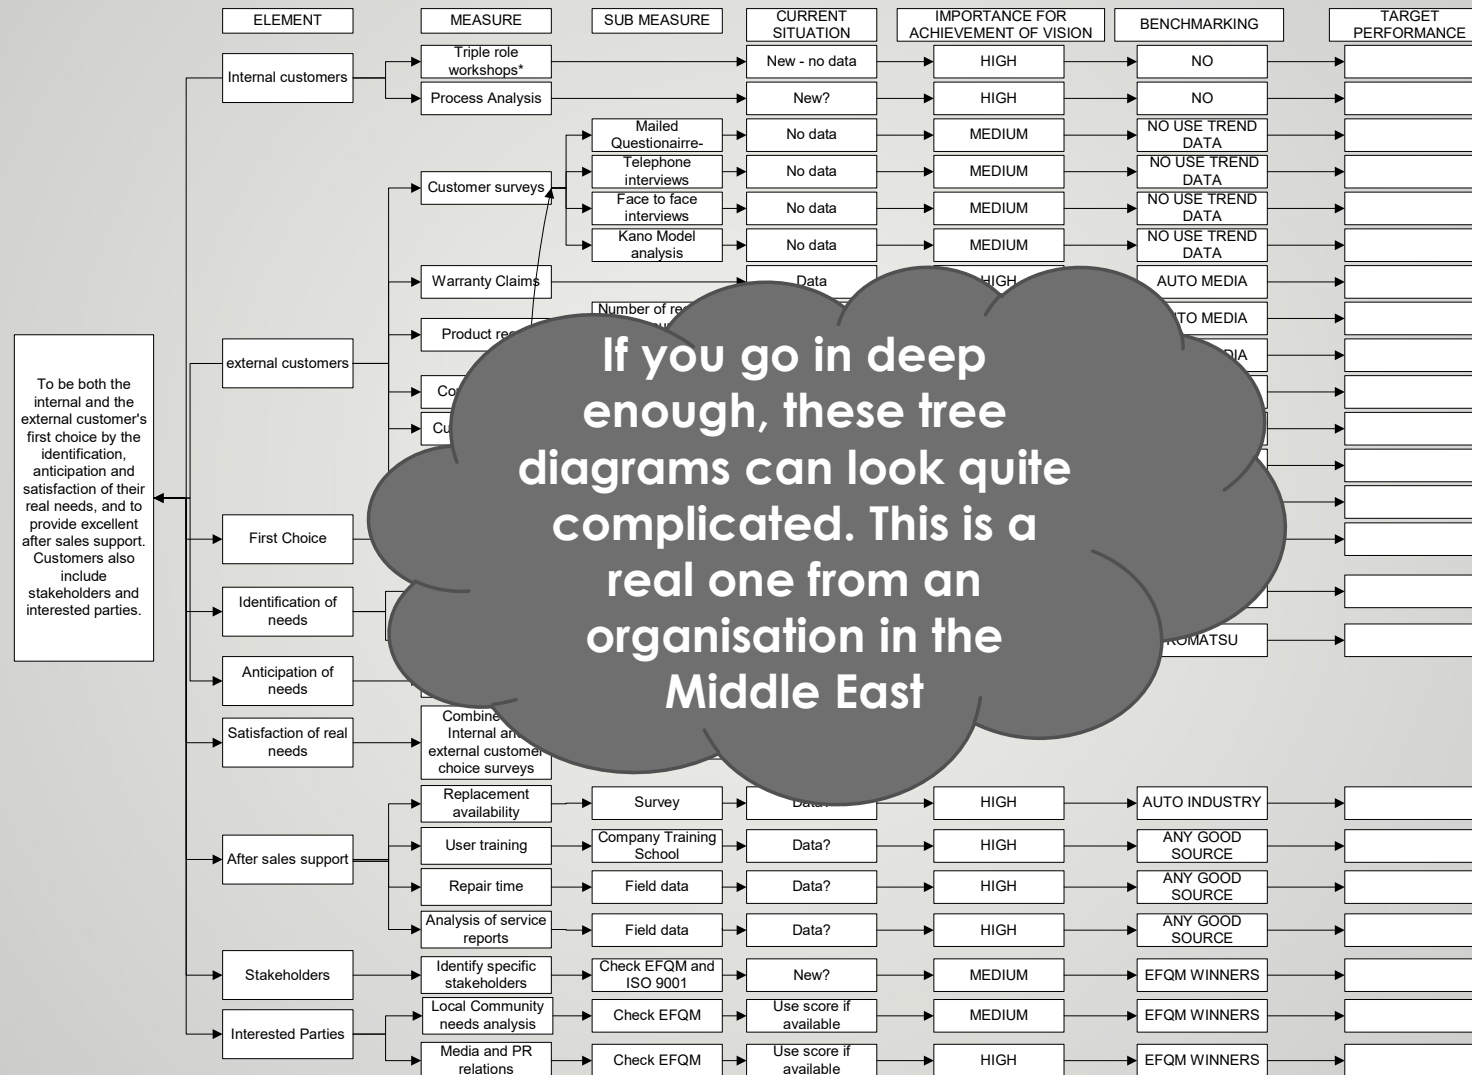 ELEMENT
MEASURE
SUB MEASURE
CURRENT
SITUATION
IMPORTANCE FOR
ACHIEVEMENT OF VISION
BENCHMARKING
TARGET
PERFORMANCE
To be both the
internal and the
external customer's
first choice by the
identification,
anticipation and
satisfaction of their
real needs, and to
provide excellent
after sales support.
Customers also
include
stakeholders and
interested parties.
Internal customers
Triple role
workshops*
New - no data
HIGH
NO
Process Analysis
New?
HIGH
NO
external customers
Customer surveys
Mailed
Questionairre-
No data
MEDIUM
NO USE TREND
DATA
Telephone
interviews
No data
MEDIUM
NO USE TREND
DATA
Face to face
interviews
No data
MEDIUM
NO USE TREND
DATA
Kano Model
analysis
No data
MEDIUM
NO USE TREND
DATA
Warranty Claims
Data
HIGH
AUTO MEDIA
Product
Number of
MEDIA
If you go in deep
enough, these tree
diagrams can look quite
complicated. This is a
real one from an
organisation in the
Middle East
First Choice
Identification of
needs
KOMATSU
Anticipation of
needs
Satisfaction of real
needs
Combine
Internal and
external customer
choice surveys
After sales support
Replacement
availability
Survey
Data?
HIGH
AUTO INDUSTRY
User training
Company Training
School
Data?
HIGH
ANY GOOD
SOURCE
Repair time
Field data
Data?
HIGH
ANY GOOD
SOURCE
Analysis of service
reports
Field data
Data?
HIGH
ANY GOOD
SOURCE
Stakeholders
Identify specific
stakeholders
Check EFQM and
ISO 9001
New?
MEDIUM
EFQM WINNERS
Interested Parties
Local Community
needs analysis
Check EFQM
Use score if
available
MEDIUM
EFQM WINNERS
Media and PR
relations
Check EFQM
Use score if
available
HIGH
EFQM WINNERS